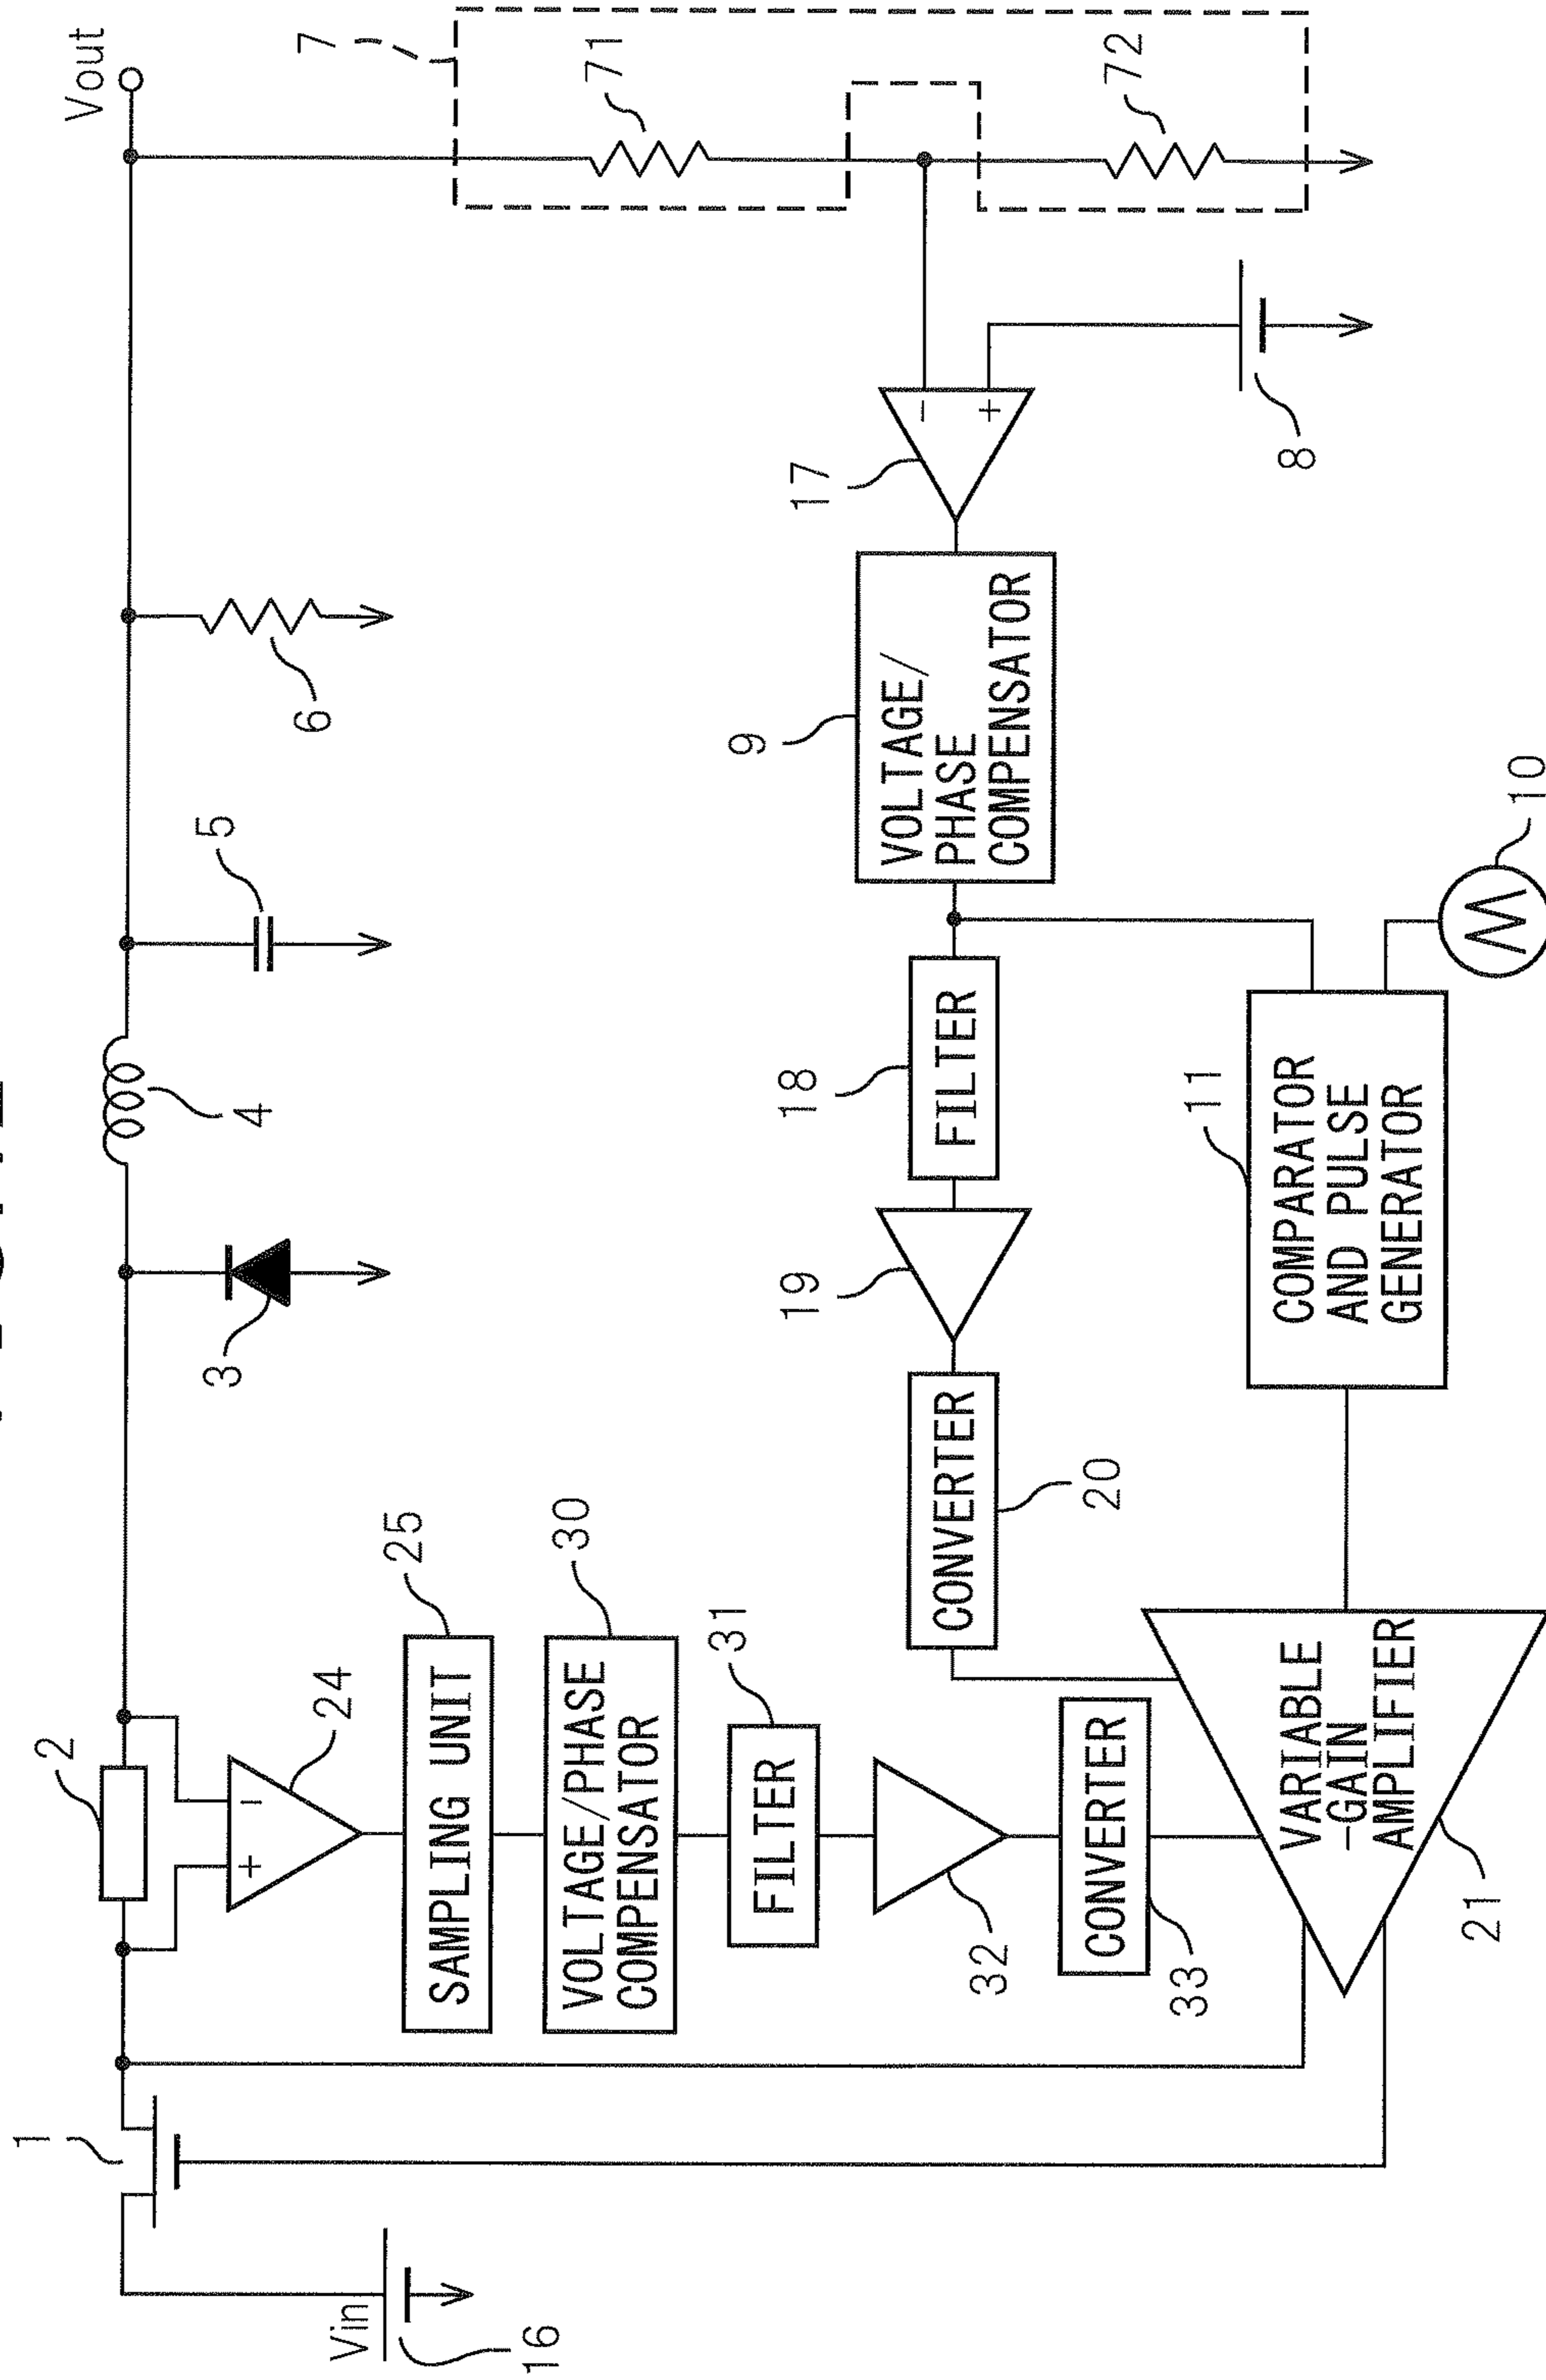 Vout
7
71
72
1
2
3
4
5
6
Vin
16
24
25
SAMPLING UNIT
30
VOLTAGE/PHASE
COMPENSATOR
31
FILTER
32
33
CONVERTER
17
8
9
VOLTAGE/
PHASE
COMPENSATOR
18
FILTER
19
20
CONVERTER
10
11
COMPARATOR
AND PULSE
GENERATOR
21
VARIABLE
-GAIN
AMPLIFIER
-
+
+
-